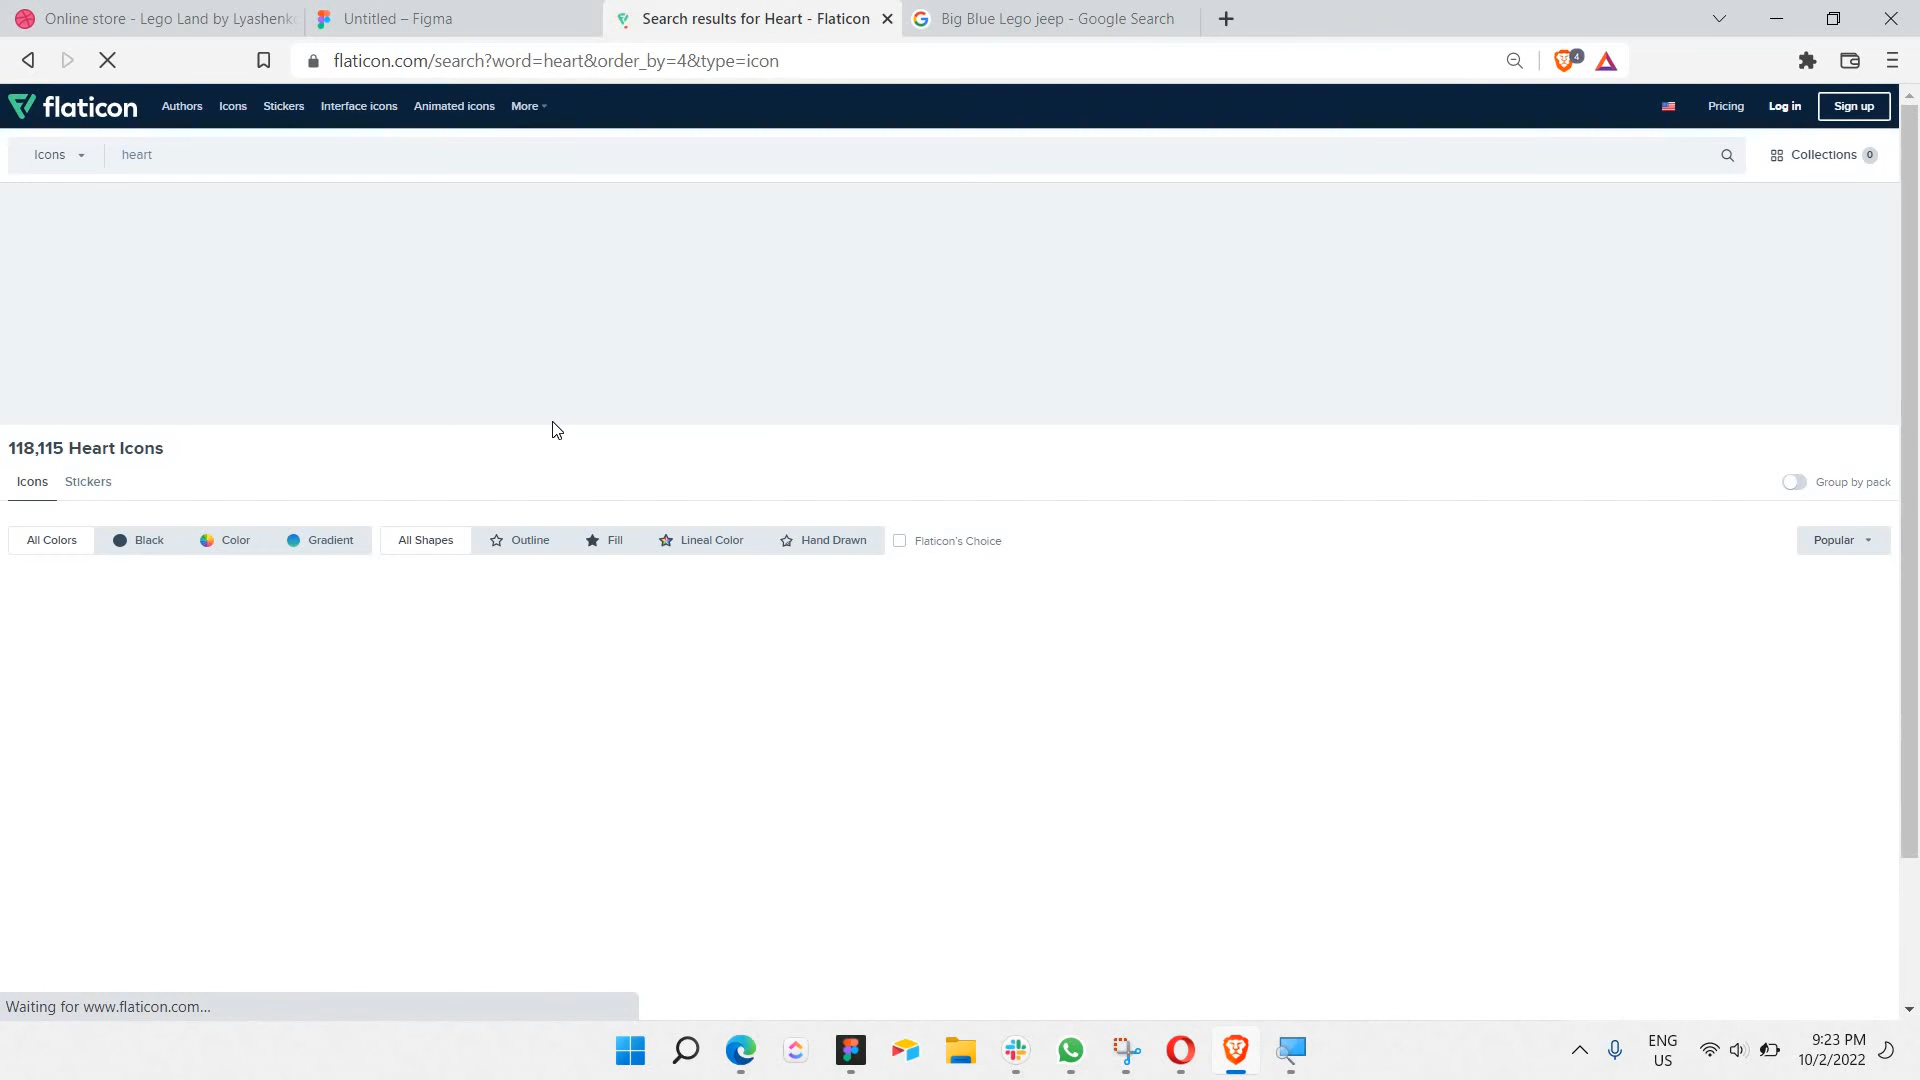 Online store - Lego Land by Lyashenk
Untitled – Figma
Search results for Heart - Flaticon
Big Blue Lego jeep - Google Search
flaticon.com/search?word=heart&order_by=4&type=icon
4
flaticon
Authors
Icons
Stickers
Interface icons
Animated icons
More
Pricing
Log in
Sign up
Icons
heart
Collections 0
118,115 Heart Icons
Icons
Stickers
Group by pack
All Colors
Black
Color
Gradient
All Shapes
Outline
Fill
Lineal Color
Hand Drawn
Flaticon's Choice
Popular
Waiting for www.flaticon.com...
ENG
US
9:23 PM
10/2/2022